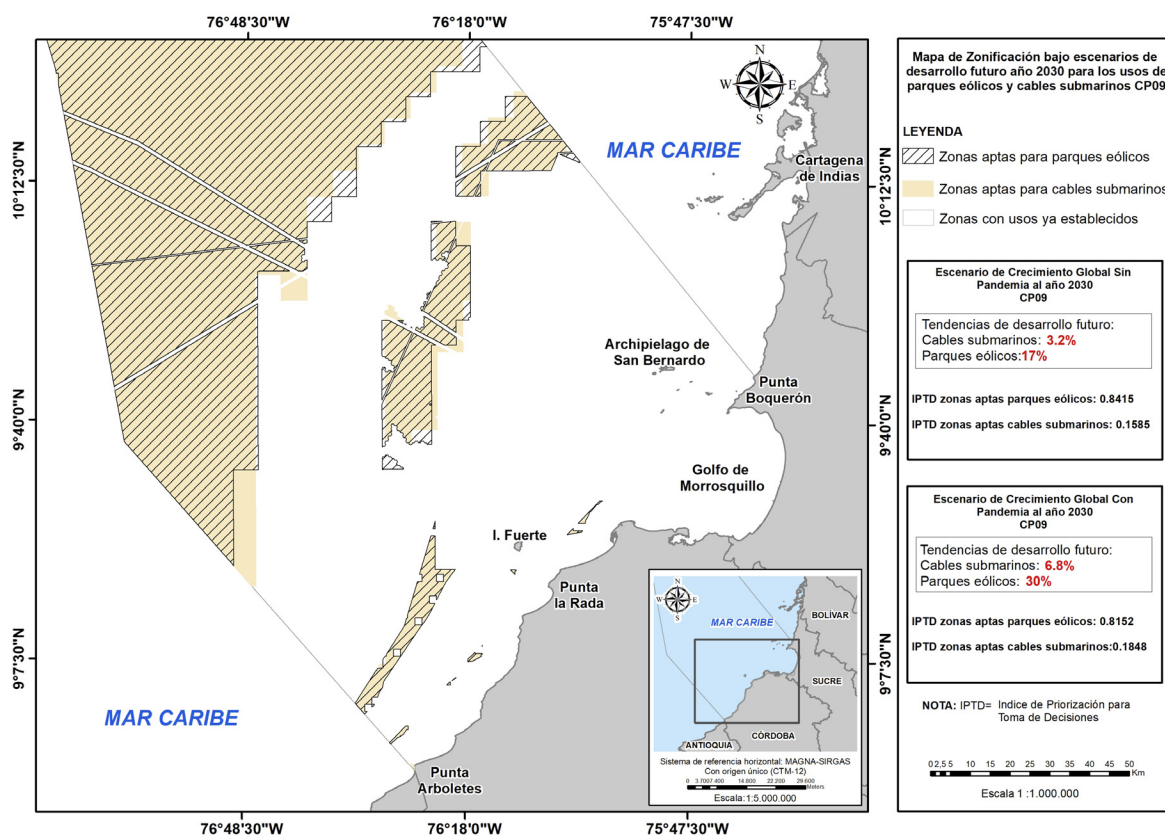 76°48'30"W
76°18'0"W
75°47'30"W
10°12'30"N
9°40'0"N
9°7'30"N
N
W
E
S
MAR CARIBE
Cartagena
de Indias
Archipielago de
San Bernardo
Punta
Boquerón
Golfo de
Morrosquillo
I. Fuerte
Punta
la Rada
MAR CARIBE
Punta
Arboletes
10°12'30"N
9°40'0"N
9°7'30"N
76°48'30"W
76°18'0"W
75°47'30"W
N
W
E
S
MAR CARIBE
BOLÍVAR
SUCRE
CÓRDOBA
ANTIOQUIA
Sistema de referencia horizontal: MAGNA-SIRGAS
Con origen único (CTM-12)
0 3.7007.400 14.800 22.200 29.600
Meters
Escala:1:5.000.000
Mapa de Zonificación bajo escenarios de
desarrollo futuro año 2030 para los usos de
parques eólicos y cables submarinos CP09
LEYENDA
Zonas aptas para parques eólicos
Zonas aptas para cables submarinos
Zonas con usos ya establecidos
Escenario de Crecimiento Global Sin
Pandemia al año 2030
CP09
Tendencias de desarrollo futuro:
Cables submarinos: 3.2%
Parques eólicos:17%
IPTD zonas aptas parques eólicos: 0.8415
IPTD zonas aptas cables submarinos: 0.1585
Escenario de Crecimiento Global Con
Pandemia al año 2030
CP09
Tendencias de desarrollo futuro:
Cables submarinos: 6.8%
Parques eólicos: 30%
IPTD zonas aptas parques eólicos: 0.8152
IPTD zonas aptas cables submarinos:0.1848
NOTA: IPTD= Indice de Priorización para
Toma de Decisiones
0 2,5 5 10 15 20 25 30 35 40 45 50
Km
Escala 1 :1.000.000